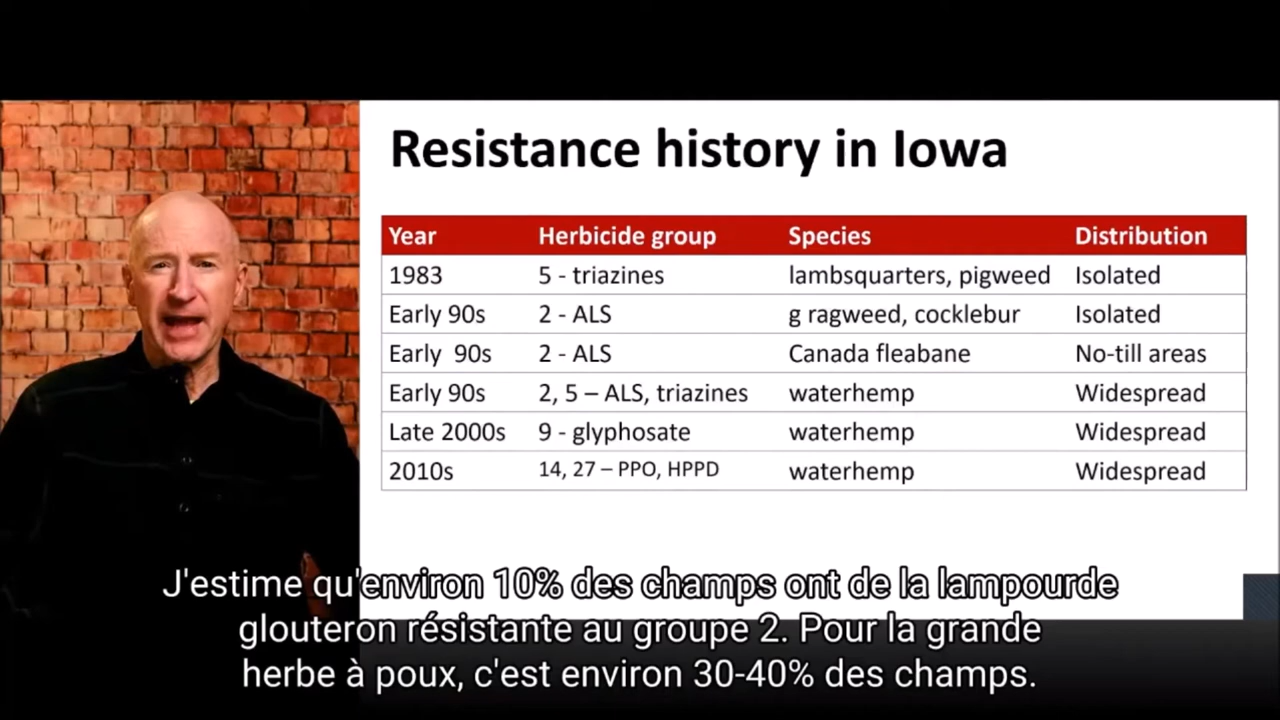 Resistance history in Iowa
Year Herbicide group Species Distribution
1983 5 - triazines lambsquarters, pigweed Isolated
Early 90s 2 - ALS g ragweed, cocklebur Isolated
Early 90s 2 - ALS Canada fleabane No-till areas
Early 90s 2, 5 – ALS, triazines waterhemp Widespread
Late 2000s 9 - glyphosate waterhemp Widespread
2010s 14, 27 – PPO, HPPD waterhemp Widespread
J'estime qu'environ 10% des champs ont de la lampourde
glouteron résistante au groupe 2. Pour la grande
herbe à poux, c'est environ 30-40% des champs.